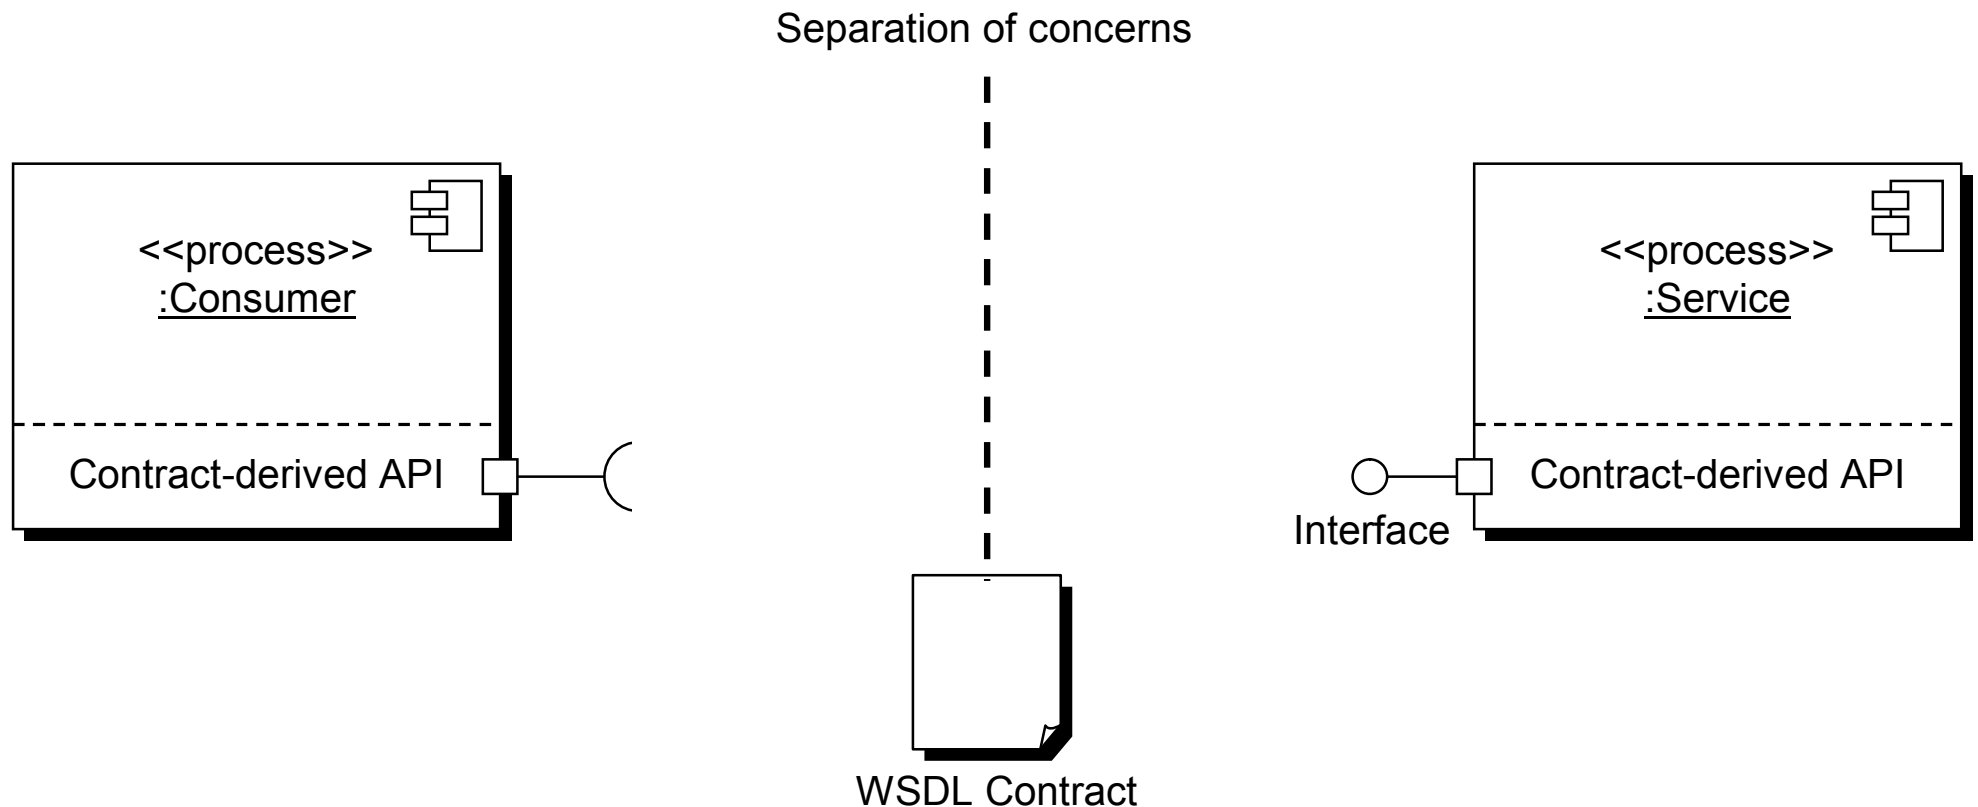 Separation of concerns
<<process>>
:Consumer
Contract-derived API
<<process>>
:Service
Contract-derived API
Interface
WSDL Contract